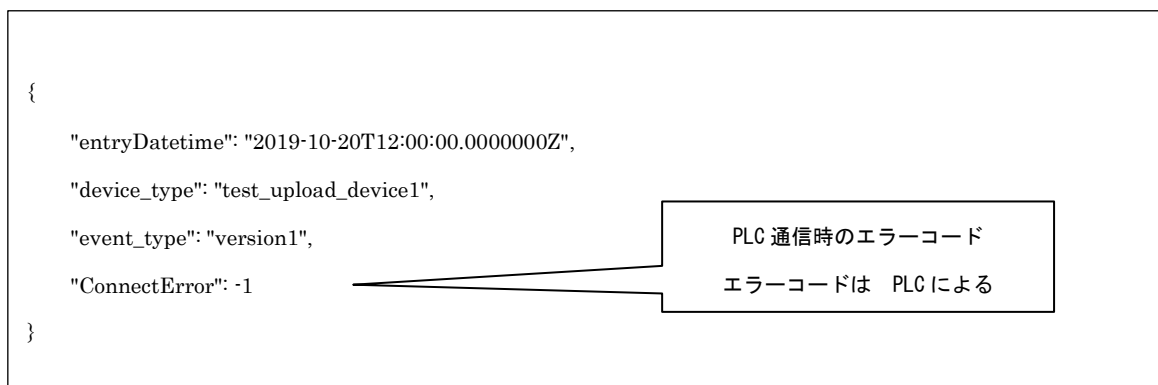 {
"entryDatetime": "2019-10-20T12:00:00.0000000Z",
"device_type": "test_upload_device1",
"event_type": "version1",
"ConnectError": -1
}
PLC 通信時のエラーコード
エラーコードは　PLC による